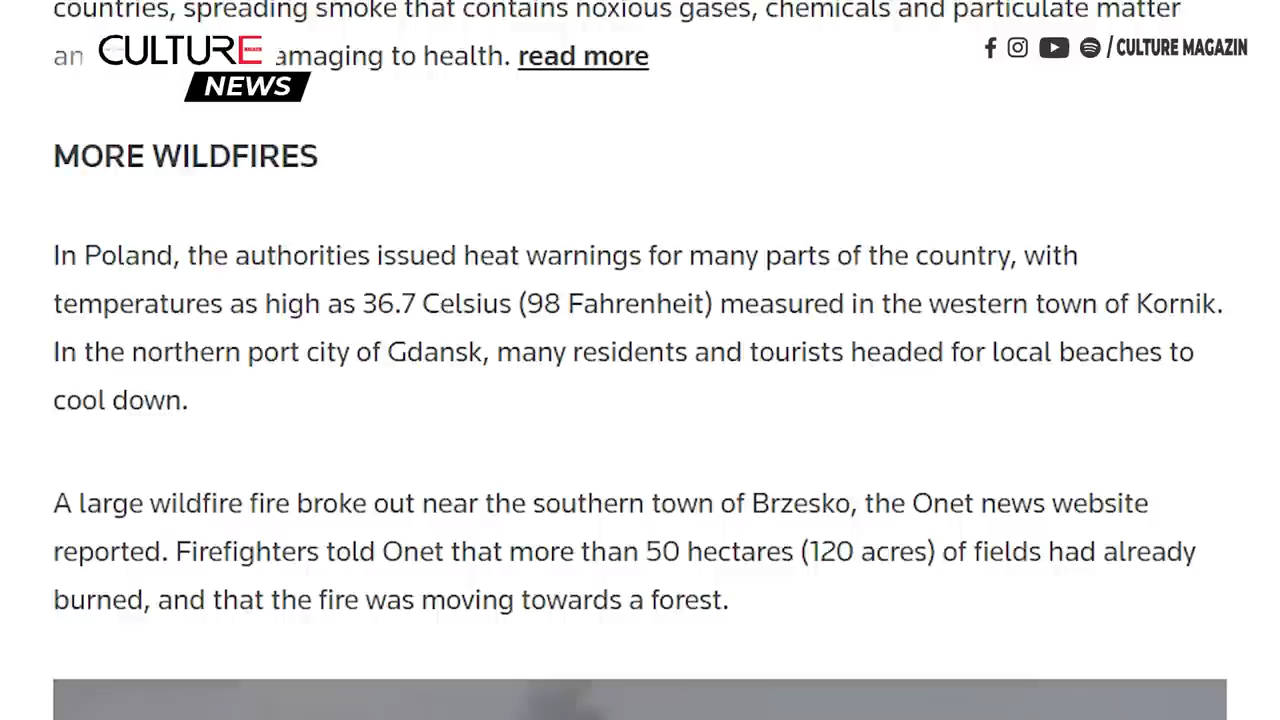 countries, spreading smoke that contains noxious gases, chemicals and particulate matter
an
amaging to health. read more
CULTURE
NEWS
/ CULTURE MAGAZIN
MORE WILDFIRES
In Poland, the authorities issued heat warnings for many parts of the country, with
temperatures as high as 36.7 Celsius (98 Fahrenheit) measured in the western town of Kornik.
In the northern port city of Gdansk, many residents and tourists headed for local beaches to
cool down.
A large wildfire fire broke out near the southern town of Brzesko, the Onet news website
reported. Firefighters told Onet that more than 50 hectares (120 acres) of fields had already
burned, and that the fire was moving towards a forest.